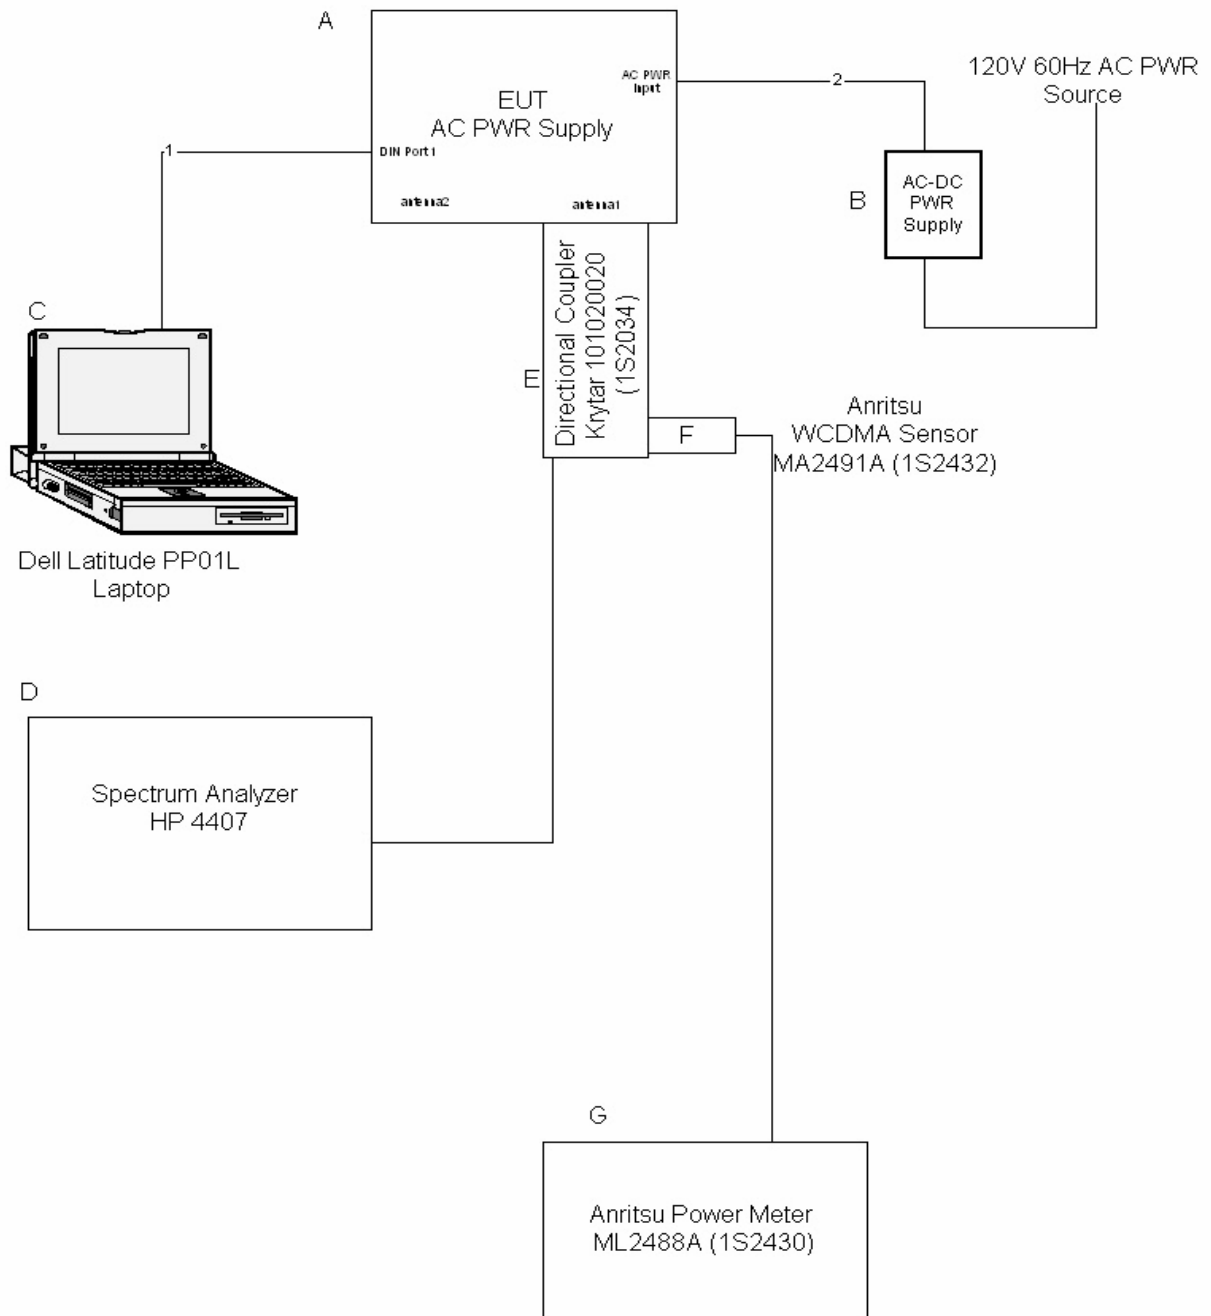 A
AC PWR
Input
EUT
AC PWR Supply
DIN Port 1
antenna2
antenna1
1
2
120V 60Hz AC PWR
Source
B
AC-DC
PWR
Supply
C
Dell Latitude PP01L
Laptop
E
Directional Coupler
Krytar 101020020
(1S2034)
F
Anritsu
WCDMA Sensor
MA2491A (1S2432)
D
Spectrum Analyzer
HP 4407
G
Anritsu Power Meter
ML2488A (1S2430)